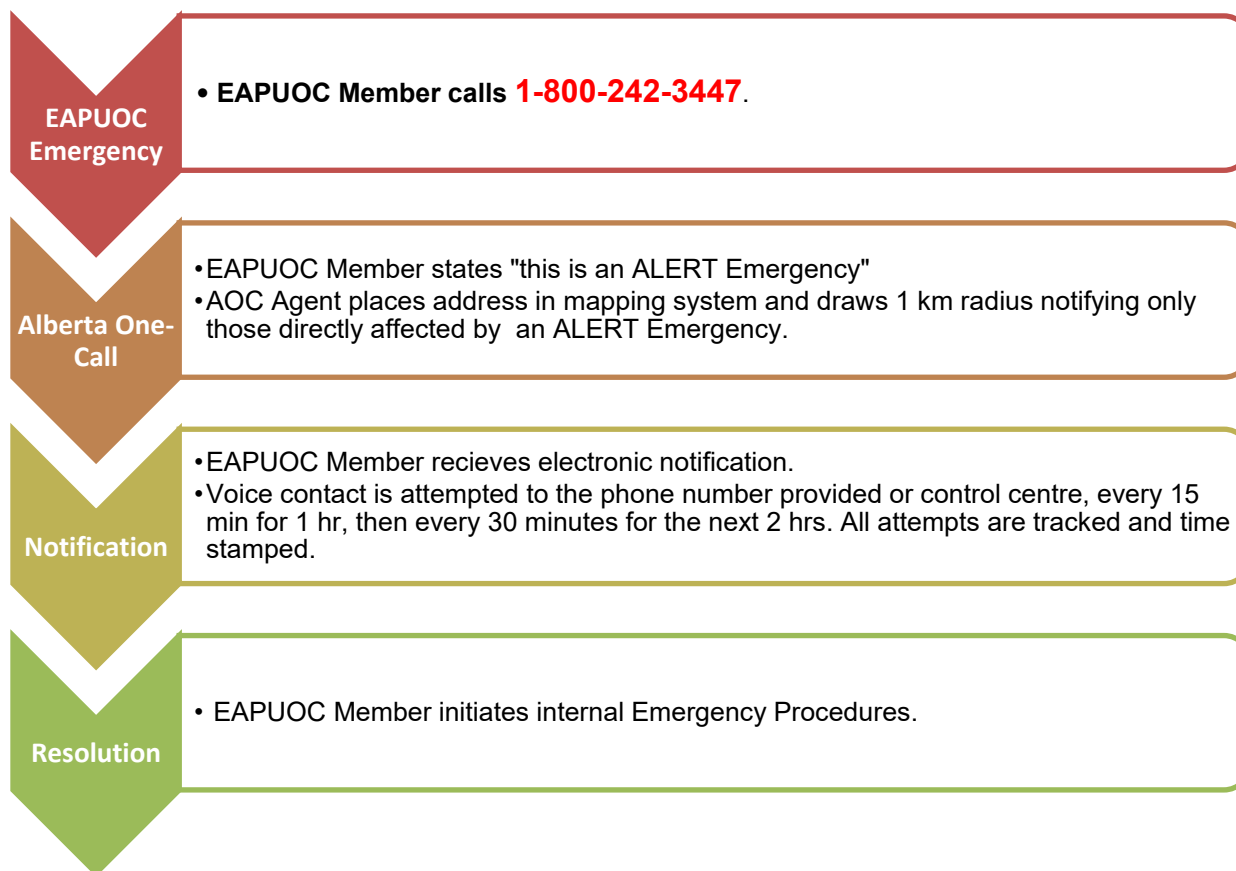 EAPUOC
Emergency
• EAPUOC Member calls 1-800-242-3447.
Alberta One-
Call
•EAPUOC Member states "this is an ALERT Emergency"
•AOC Agent places address in mapping system and draws 1 km radius notifying only
those directly affected by an ALERT Emergency.
Notification
•EAPUOC Member recieves electronic notification.
•Voice contact is attempted to the phone number provided or control centre, every 15
min for 1 hr, then every 30 minutes for the next 2 hrs. All attempts are tracked and time
stamped.
Resolution
• EAPUOC Member initiates internal Emergency Procedures.